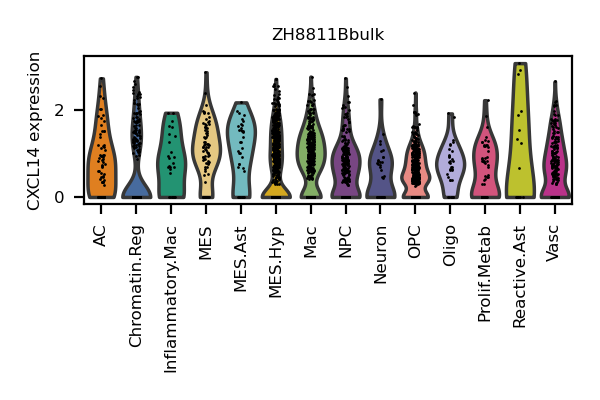 ZH8811Bbulk
CXCL14 expression
2
0
AC
Chromatin.Reg
Inflammatory.Mac
MES
MES.Ast
MES.Hyp
Mac
NPC
Neuron
OPC
Oligo
Prolif.Metab
Reactive.Ast
Vasc